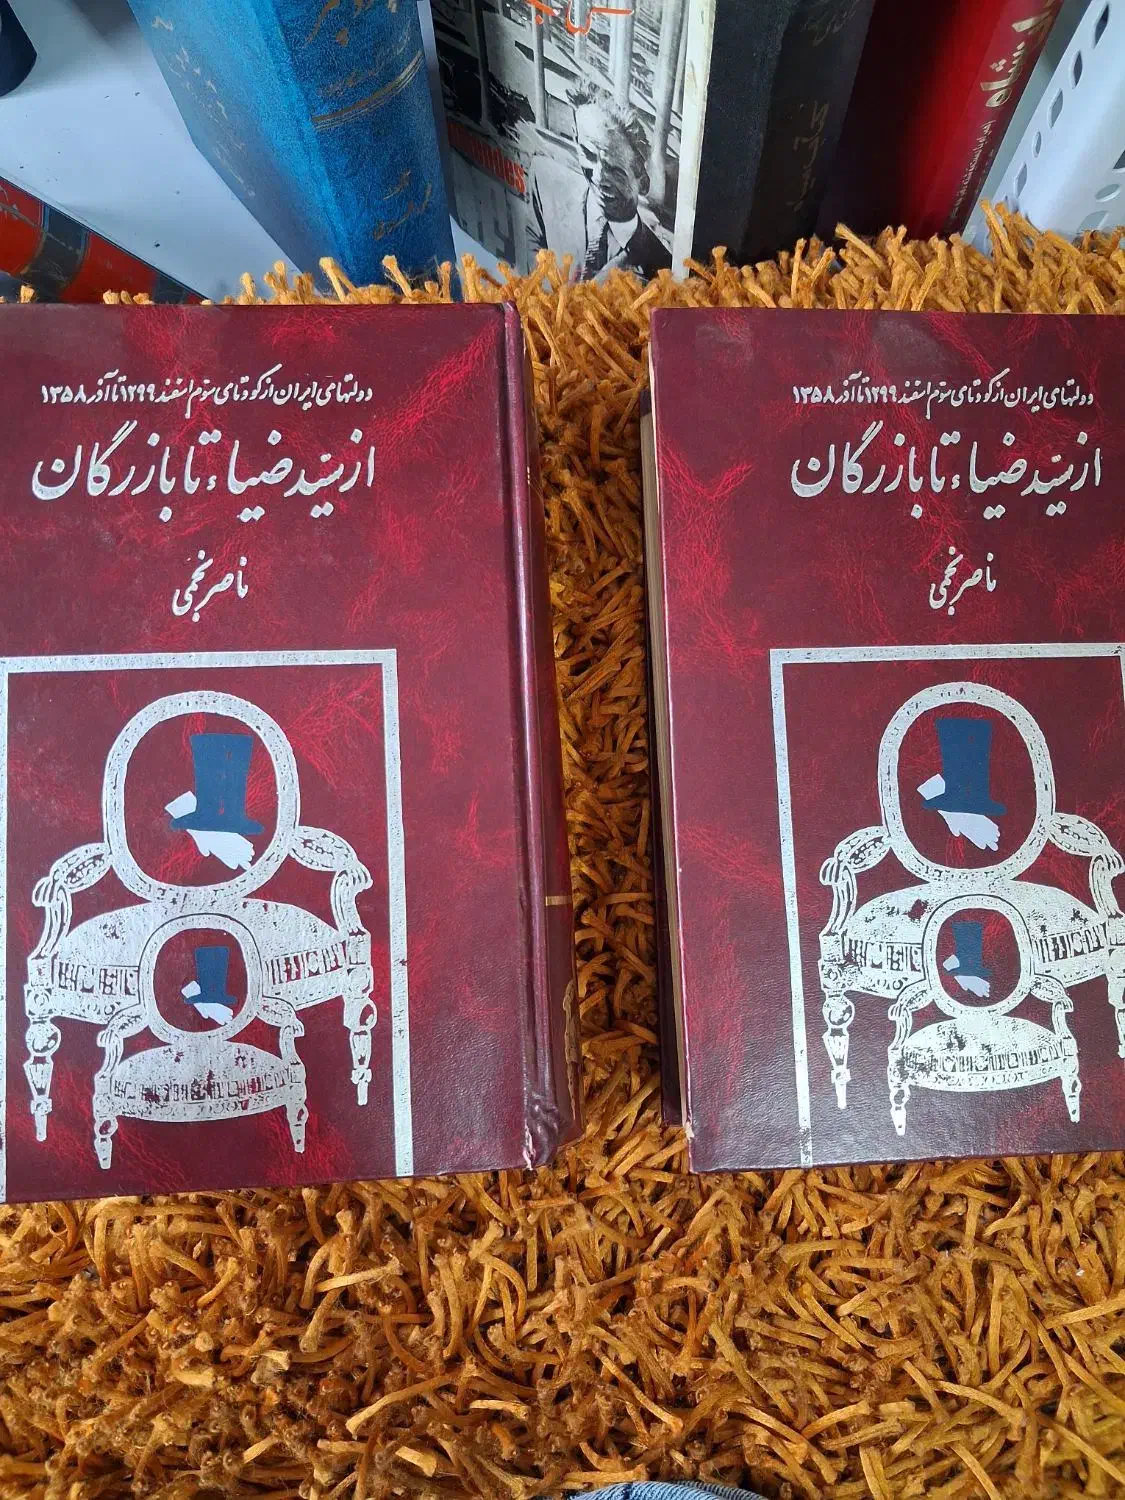 دولتهای ایران از کودتای سوم اسفند ۱۲۹۹ تا آذر ۱۳۵۸
از سید ضیاء تا بازرگان
ناصر نجمی
دولتهای ایران از کودتای سوم اسفند ۱۲۹۹ تا آذر ۱۳۵۸
از سید ضیاء تا بازرگان
ناصر نجمی